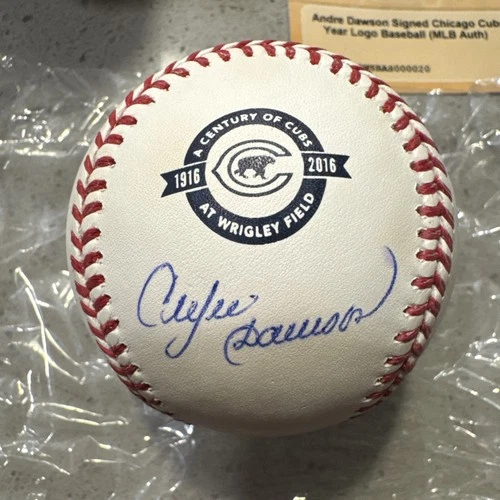 Andre Dawson Signed Chicago Cubs
Year Logo Baseball (MLB Auth)
A CENTURY OF CUBS
1916 2016
AT WRIGLEY FIELD
Andre
Dawson